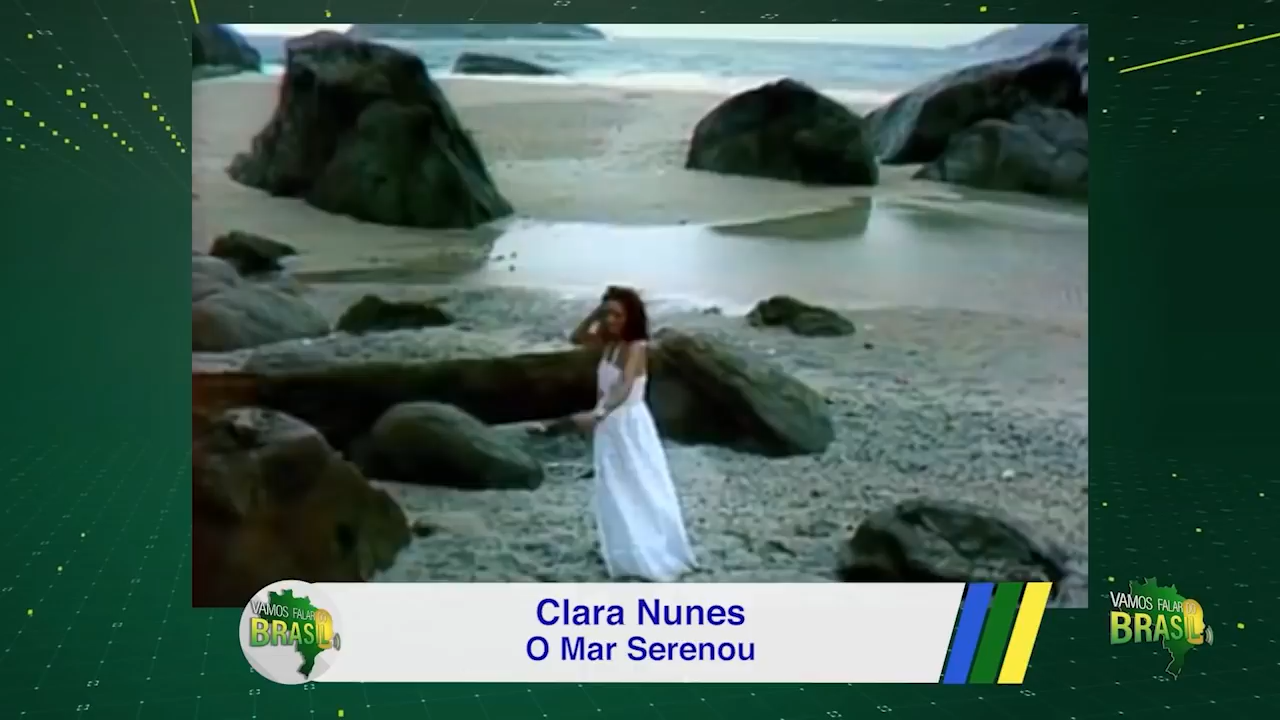 Clara Nunes
O Mar Serenou
VAMOS FALAR DO
BRASIL
VAMOS FALAR DO
BRASIL